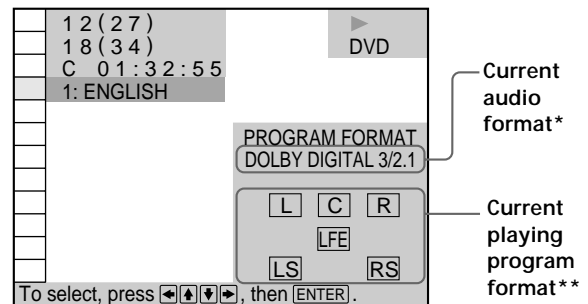 12(27)
18(34)
DVD
C 01:32:55
1: ENGLISH
PROGRAM FORMAT
DOLBY DIGITAL 3/2.1
L C R
LFE
LS RS
To select, press ←↑↓→, then ENTER.
Current
audio
format*
Current
playing
program
format**